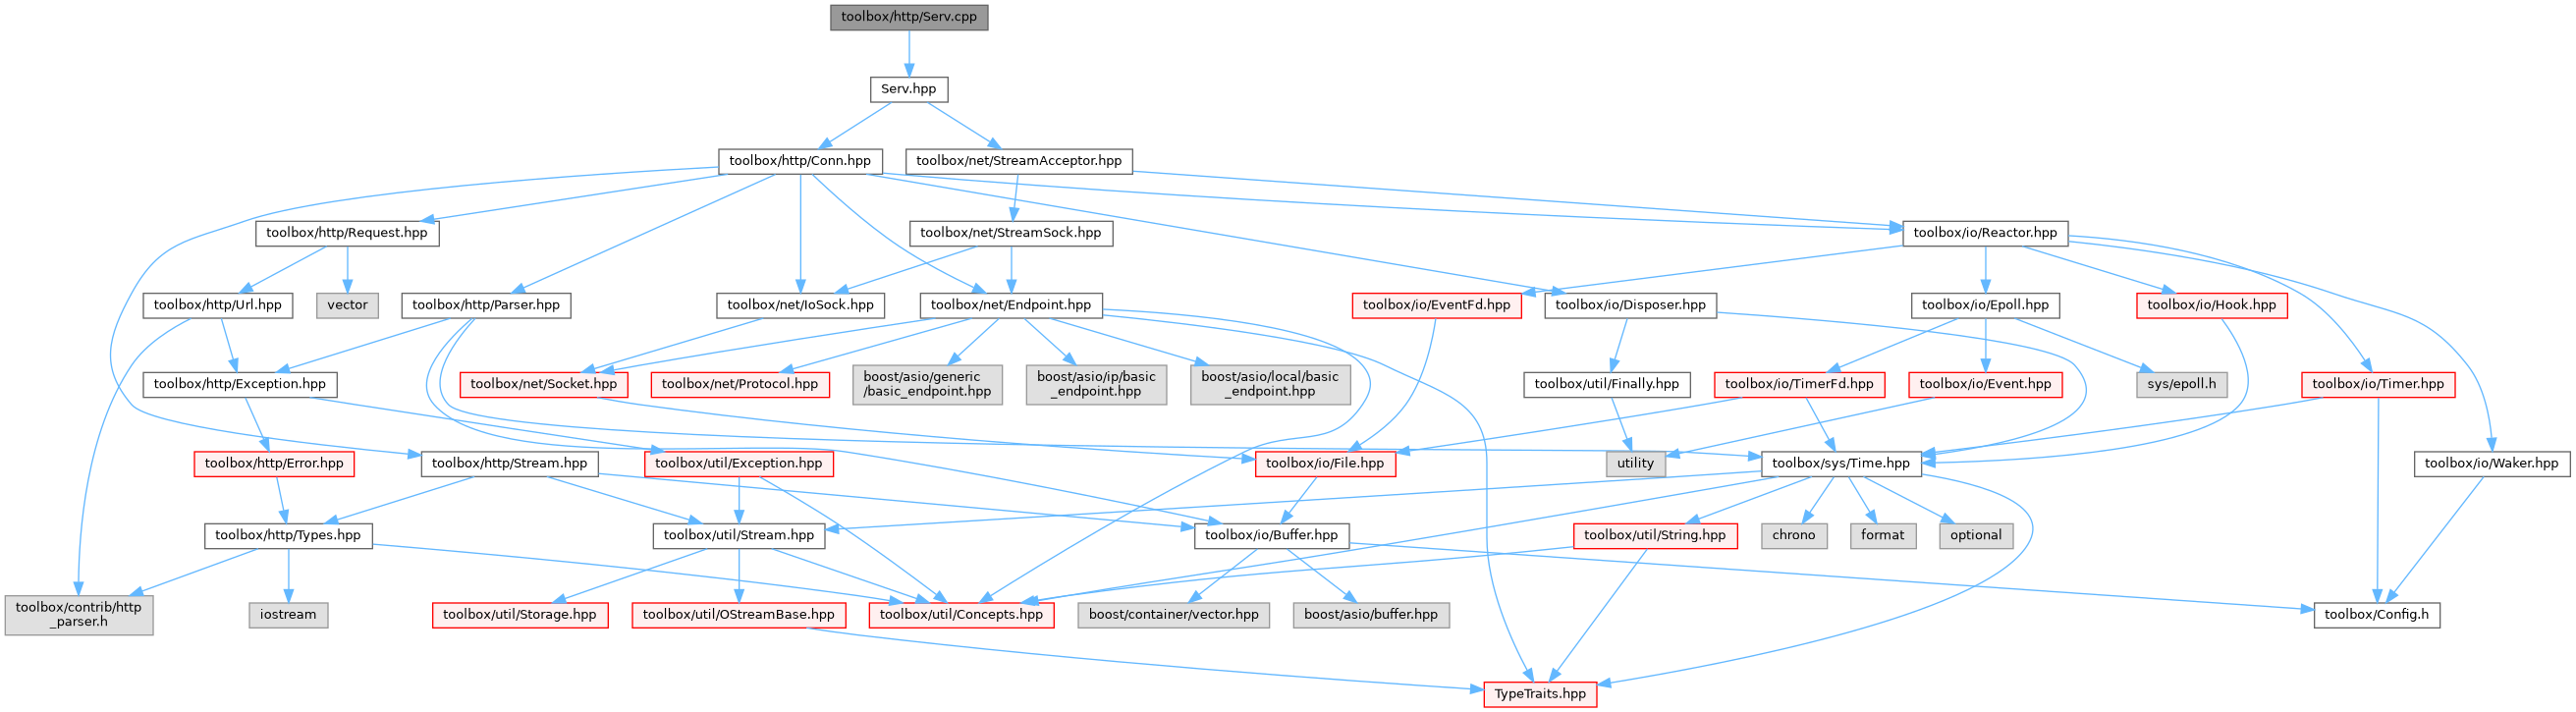 toolbox/http/Serv.cpp
Serv.hpp
toolbox/http/Conn.hpp
toolbox/net/StreamAcceptor.hpp
toolbox/http/Request.hpp
toolbox/net/StreamSock.hpp
toolbox/io/Reactor.hpp
toolbox/http/Url.hpp
vector
toolbox/http/Parser.hpp
toolbox/net/IoSock.hpp
toolbox/net/Endpoint.hpp
toolbox/io/EventFd.hpp
toolbox/io/Disposer.hpp
toolbox/io/Epoll.hpp
toolbox/io/Hook.hpp
toolbox/http/Exception.hpp
toolbox/net/Socket.hpp
toolbox/net/Protocol.hpp
boost/asio/generic
/basic_endpoint.hpp
boost/asio/ip/basic
_endpoint.hpp
boost/asio/local/basic
_endpoint.hpp
toolbox/util/Finally.hpp
toolbox/io/TimerFd.hpp
toolbox/io/Event.hpp
sys/epoll.h
toolbox/io/Timer.hpp
toolbox/http/Error.hpp
toolbox/http/Stream.hpp
toolbox/util/Exception.hpp
toolbox/io/File.hpp
utility
toolbox/sys/Time.hpp
toolbox/io/Waker.hpp
toolbox/http/Types.hpp
toolbox/util/Stream.hpp
toolbox/io/Buffer.hpp
toolbox/util/String.hpp
chrono
format
optional
toolbox/contrib/http
_parser.h
iostream
toolbox/util/Storage.hpp
toolbox/util/OStreamBase.hpp
toolbox/util/Concepts.hpp
boost/container/vector.hpp
boost/asio/buffer.hpp
toolbox/Config.h
TypeTraits.hpp